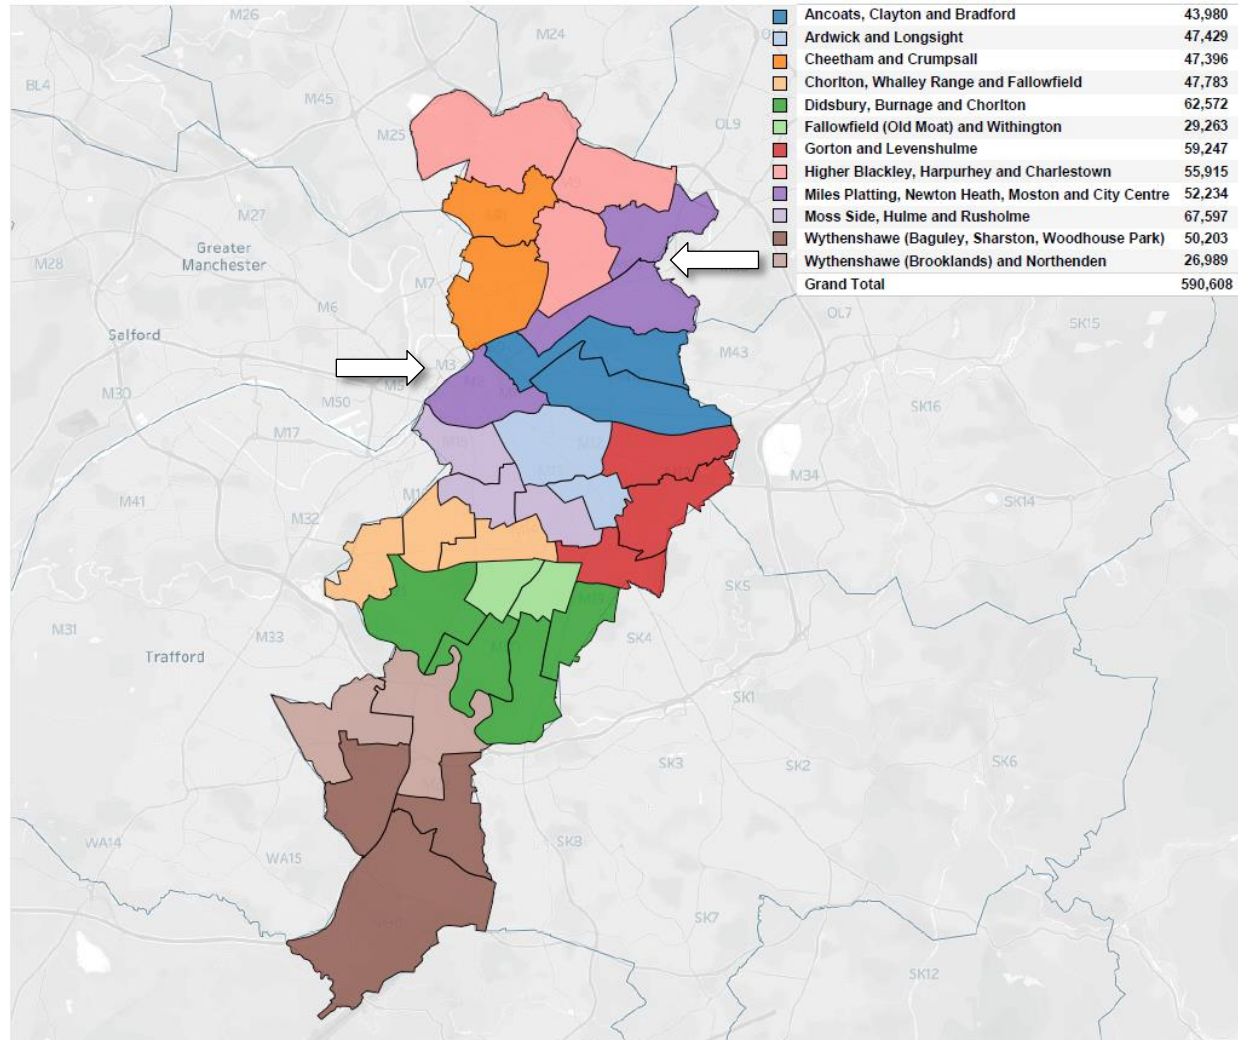 Ancoats, Clayton and Bradford 43,980
Ardwick and Longsight 47,429
Cheetham and Crumpsall 47,396
Chorlton, Whalley Range and Fallowfield 47,783
Didsbury, Burnage and Chorlton 62,572
Fallowfield (Old Moat) and Withington 29,263
Gorton and Levenshulme 59,247
Higher Blackley, Harpurhey and Charlestown 55,915
Miles Platting, Newton Heath, Moston and City Centre 52,234
Moss Side, Hulme and Rusholme 67,597
Wythenshawe (Baguley, Sharston, Woodhouse Park) 50,203
Wythenshawe (Brooklands) and Northenden 26,989
Grand Total 590,608
M26
M24
BL4
M45
M25
OL9
M27
Greater
Manchester
M28
M7
M6
OL7
SK15
Salford
M3
M43
M5
M30
M50
SK16
M17
M15
M12
M34
M41
M32
SK14
SK5
M31
M33
SK4
Trafford
SK1
SK3
SK2
SK6
WA14
WA15
SK8
SK7
SK12